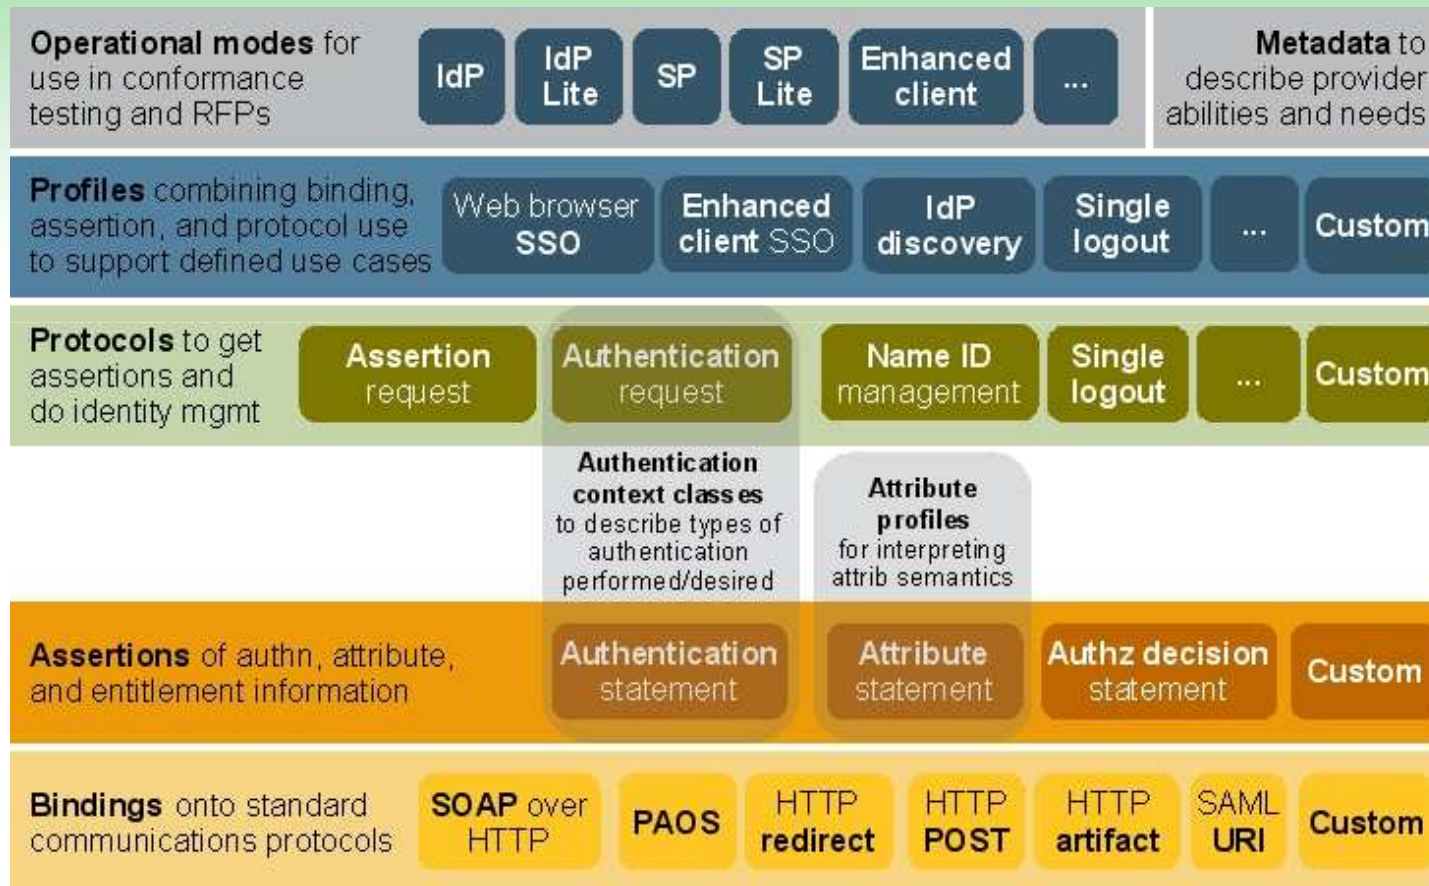 Operational modes for
use in conformance
testing and RFPs
IdP
IdP
Lite
SP
SP
Lite
Enhanced
client
...
Metadata to
describe provider
abilities and needs
Profiles combining binding,
assertion, and protocol use
to support defined use cases
Web browser
SSO
Enhanced
client SSO
IdP
discovery
Single
logout
...
Custom
Protocols to get
assertions and
do identity mgmt
Assertion
request
Authentication
request
Name ID
management
Single
logout
...
Custom
Authentication
context classes
to describe types of
authentication
performed/desired
Attribute
profiles
for interpreting
attrib semantics
Assertions of authn, attribute,
and entitlement information
Authentication
statement
Attribute
statement
Authz decision
statement
Custom
Bindings onto standard
communications protocols
SOAP over
HTTP
PAOS
HTTP
redirect
HTTP
POST
HTTP
artifact
SAML
URI
Custom